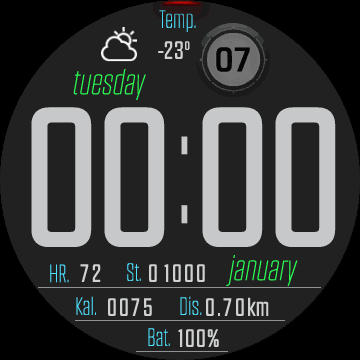 Temp.
-23°
07
tuesday
00:00
HR. 72 St. 01000 january
Kal. 0075 Dis. 0.70km
Bat. 100%